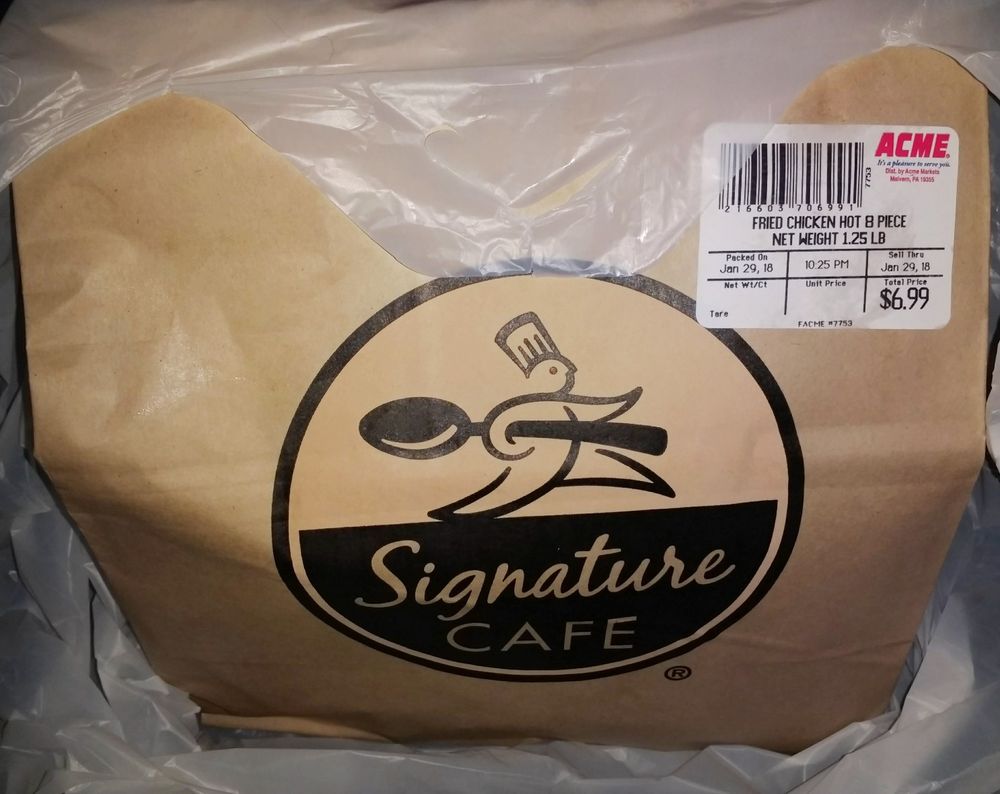 ACME
It's a pleasure to serve you.
Dist. by Acme Markets
Malvern, PA 19355
7753
2 16603 706991
FRIED CHICKEN HOT 8 PIECE
NET WEIGHT 1.25 LB
Packed On
Jan 29, 18
10:25 PM
Sell Thru
Jan 29, 18
Net Wt/Ct
Unit Price
Total Price
$6.99
Tare
FACME #7753
Signature
CAFE
®